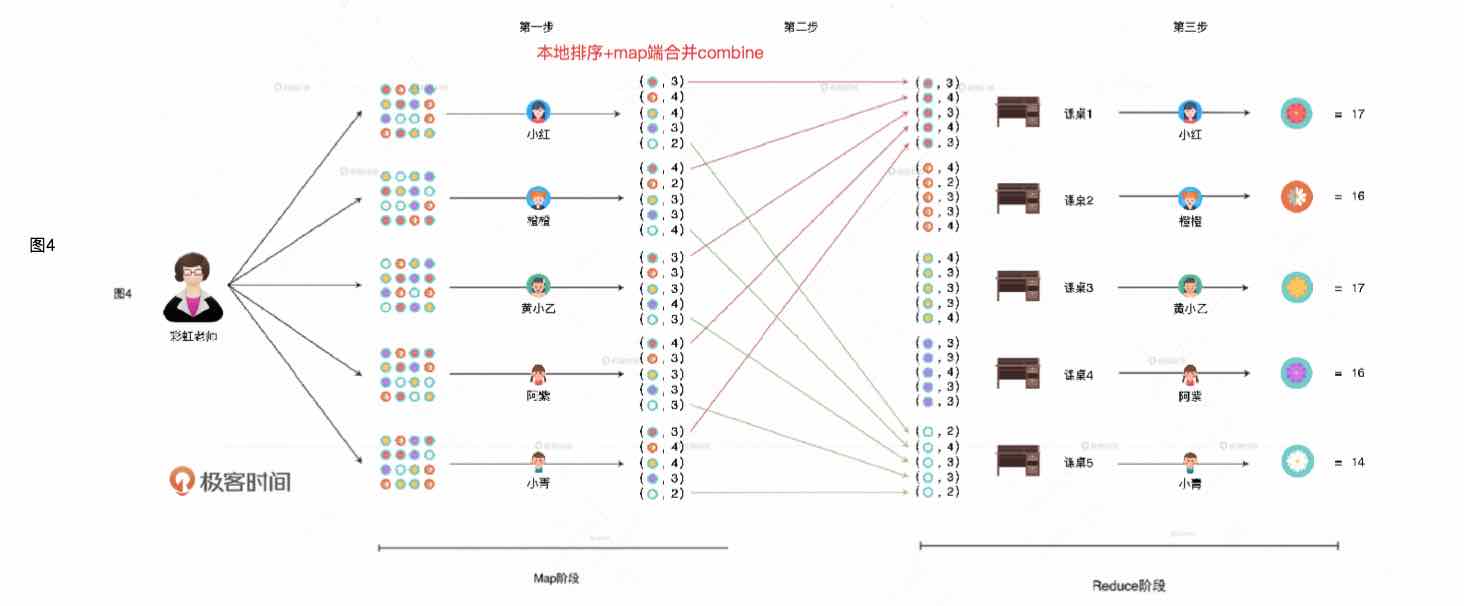 第一步
第二步
第三步
本地排序+map端合并combine
( , 3)
( , 4)
( , 4)
( , 3)
( , 2)
( , 4)
( , 2)
( , 3)
( , 3)
( , 4)
( , 3)
( , 3)
( , 3)
( , 4)
( , 3)
( , 4)
( , 3)
( , 3)
( , 3)
( , 3)
( , 3)
( , 4)
( , 4)
( , 3)
( , 2)
小红
橙橙
黄小乙
阿紫
小青
图4
图4
彩虹老师
极客时间
( , 3)
( , 4)
( , 3)
( , 4)
( , 3)
( , 4)
( , 2)
( , 3)
( , 3)
( , 4)
( , 4)
( , 3)
( , 3)
( , 3)
( , 4)
( , 3)
( , 3)
( , 4)
( , 3)
( , 3)
( , 2)
( , 4)
( , 3)
( , 3)
( , 2)
课桌1
小红
= 17
课桌2
橙橙
= 16
课桌3
黄小乙
= 17
课桌4
阿紫
= 16
课桌5
小青
= 14
Map阶段
Reduce阶段